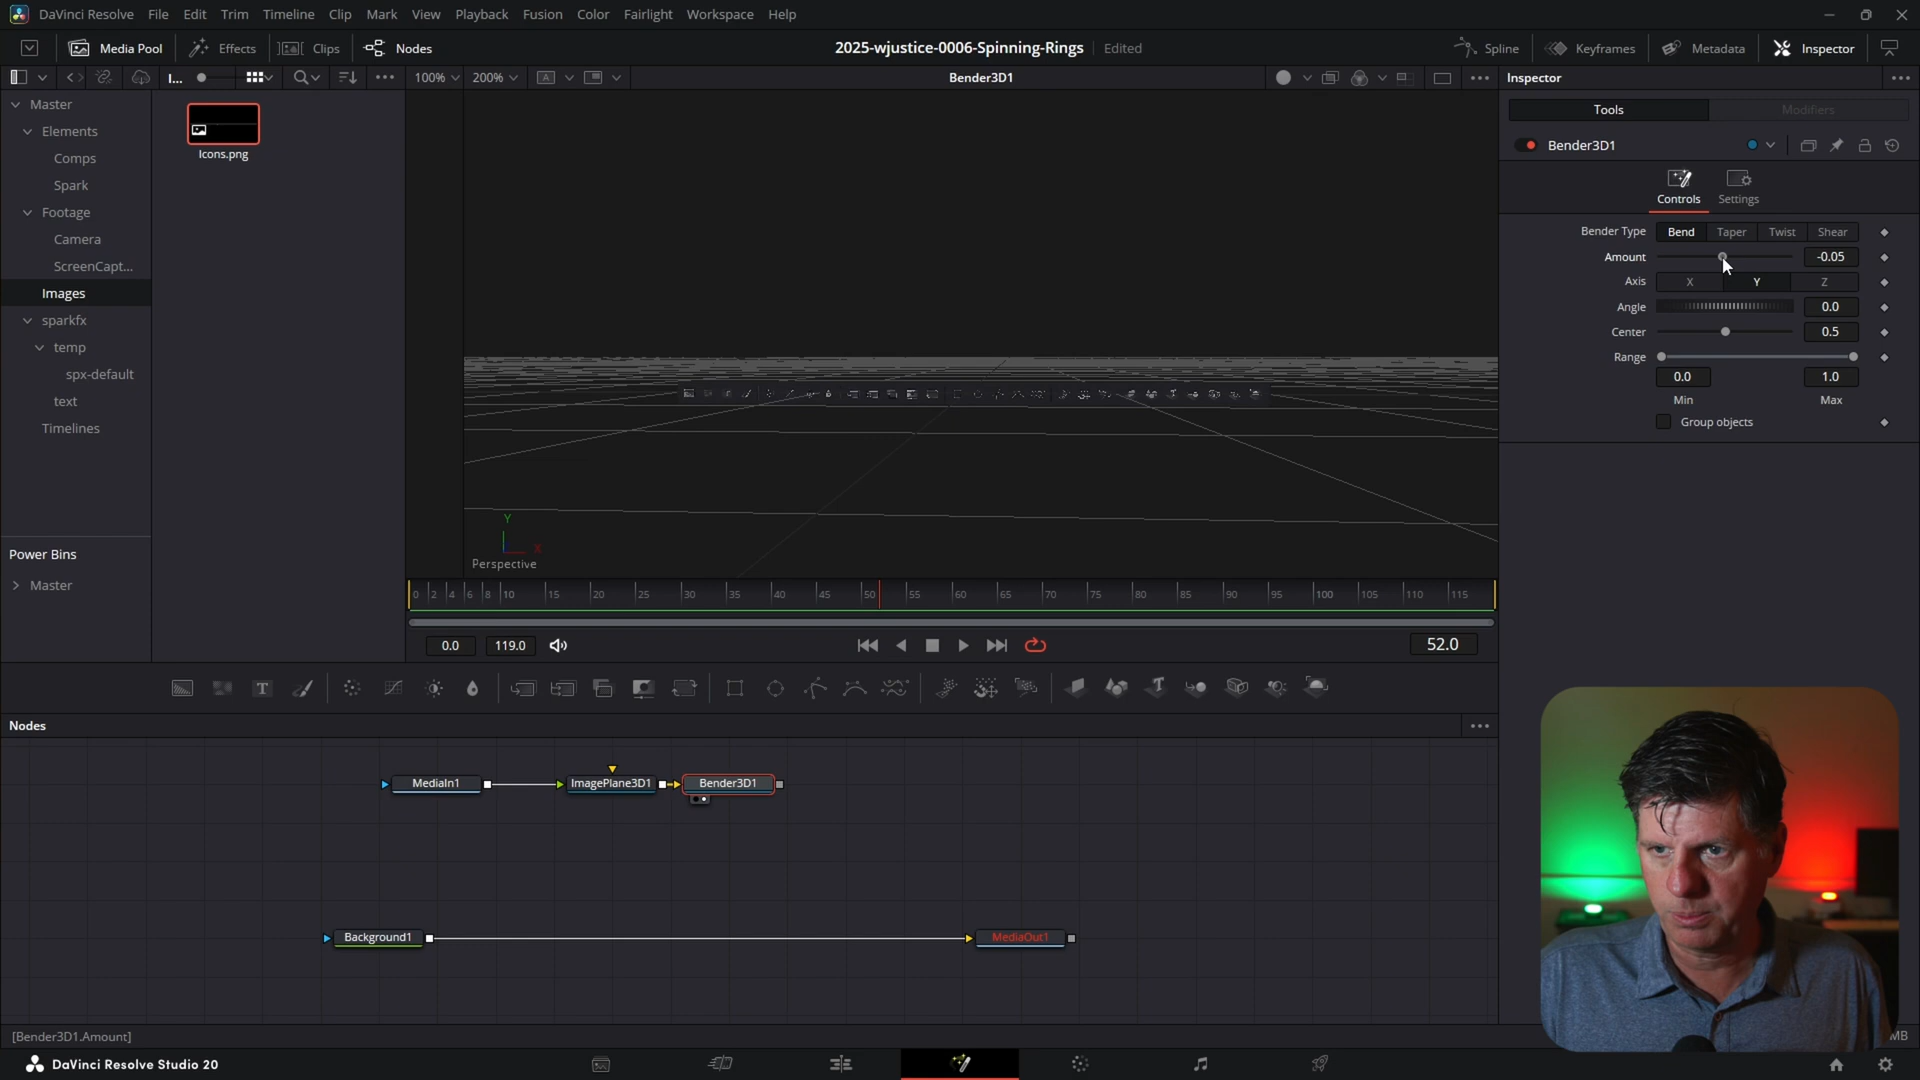 DaVinci Resolve File Edit Trim Timeline Clip Mark View Playback Fusion Color Fairlight Workspace Help
Media Pool Effects Clips Nodes 2025-wjustice-0006-Spinning-Rings Edited Spline Keyframes Metadata Inspector
I... 100% 200% A Bender3D1 Inspector
Master
Elements
Comps
Spark
Footage
Camera
ScreenCapt...
Images
sparkfx
temp
spx-default
text
Timelines
Power Bins
Master
Icons.png
Y
X
Perspective
0 2 4 6 8 10 15 20 25 30 35 40 45 50 55 60 65 70 75 80 85 90 95 100 105 110 115
0.0 119.0 52.0
T T
Tools Modifiers
Bender3D1
Controls Settings
Bender Type Bend Taper Twist Shear
Amount -0.05
Axis X Y Z
Angle 0.0
Center 0.5
Range
0.0 1.0
Min Max
Group objects
Nodes
MediaIn1 ImagePlane3D1 Bender3D1
Background1 MediaOut1
[Bender3D1.Amount] MB
DaVinci Resolve Studio 20